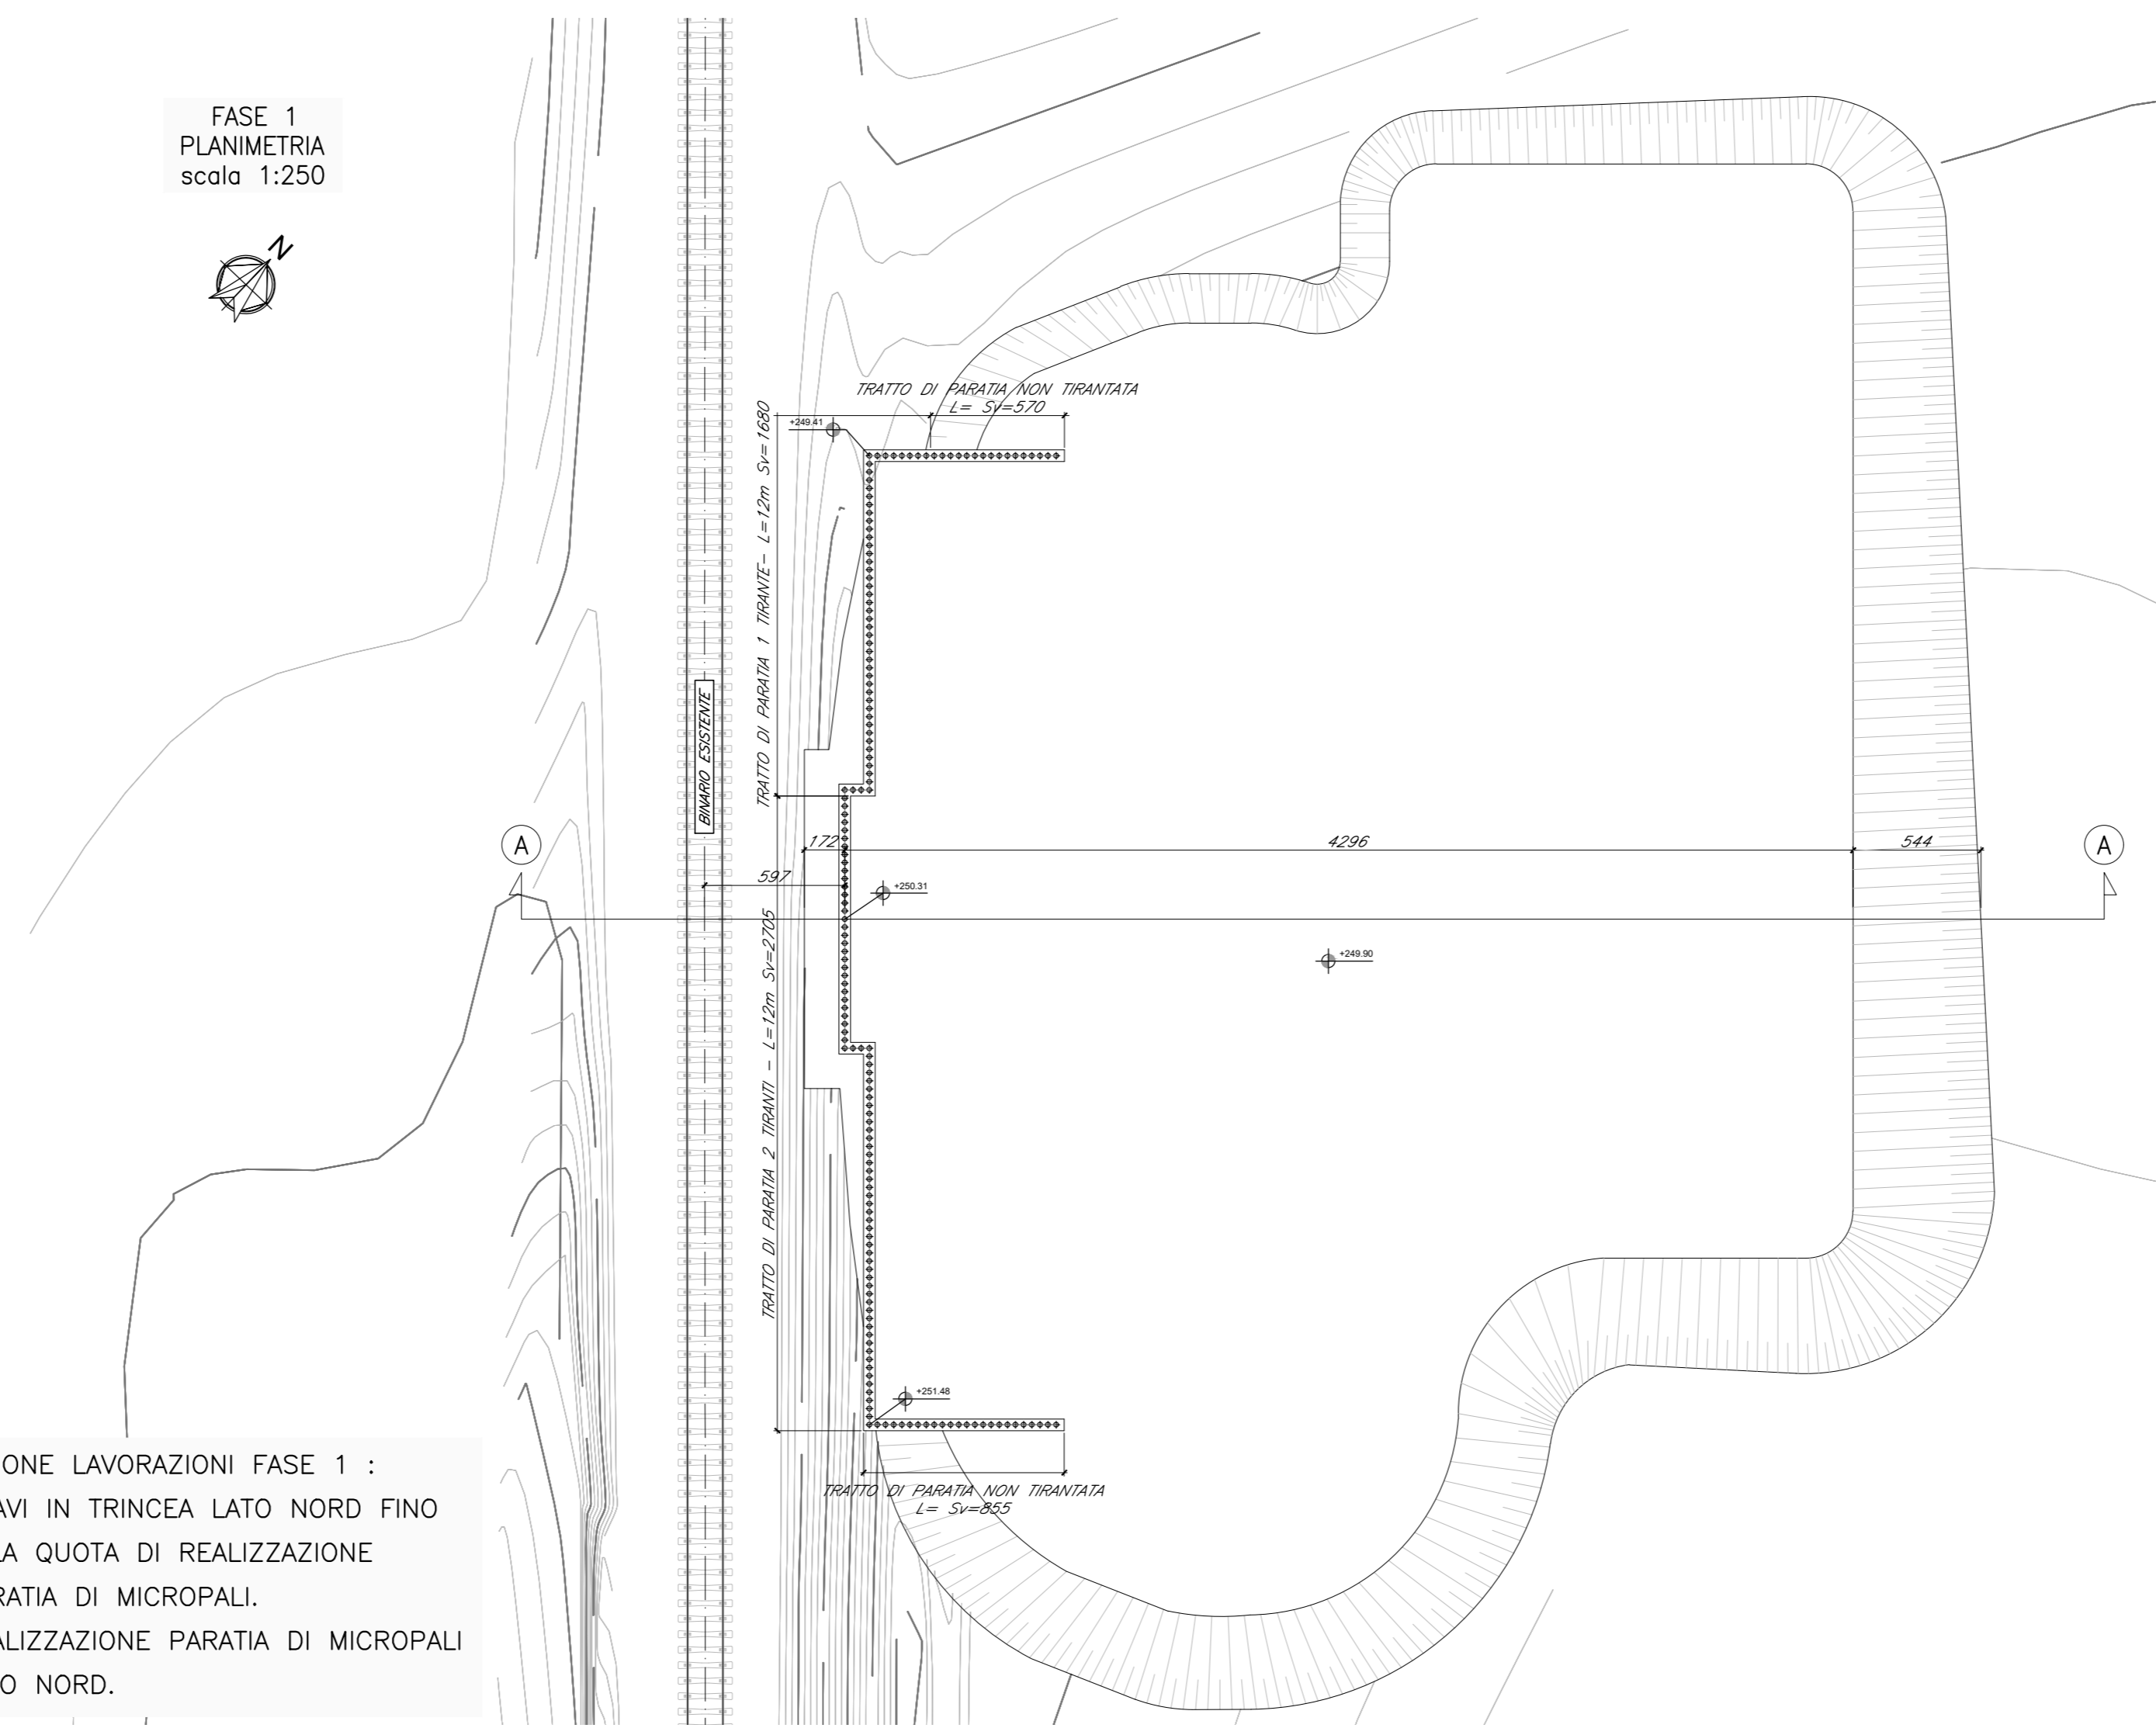 FASE 1
PLANIMETRIA
scala 1:250
N
TRATTO DI PARATIA NON TIRANTATA
L= Sv=570
+249.41
TRATTO DI PARATIA 1 TIRANTE- L=12m Sv=1680
BINARIO ESISTENTE
A
172
4296
544
A
597
+250.31
+249.90
TRATTO DI PARATIA 2 TIRANTI - L=12m Sv=2705
+251.48
TRATTO DI PARATIA NON TIRANTATA
L= Sv=855
ONE LAVORAZIONI FASE 1 :
AVI IN TRINCEA LATO NORD FINO
LA QUOTA DI REALIZZAZIONE
RATIA DI MICROPALI.
ALIZZAZIONE PARATIA DI MICROPALI
O NORD.